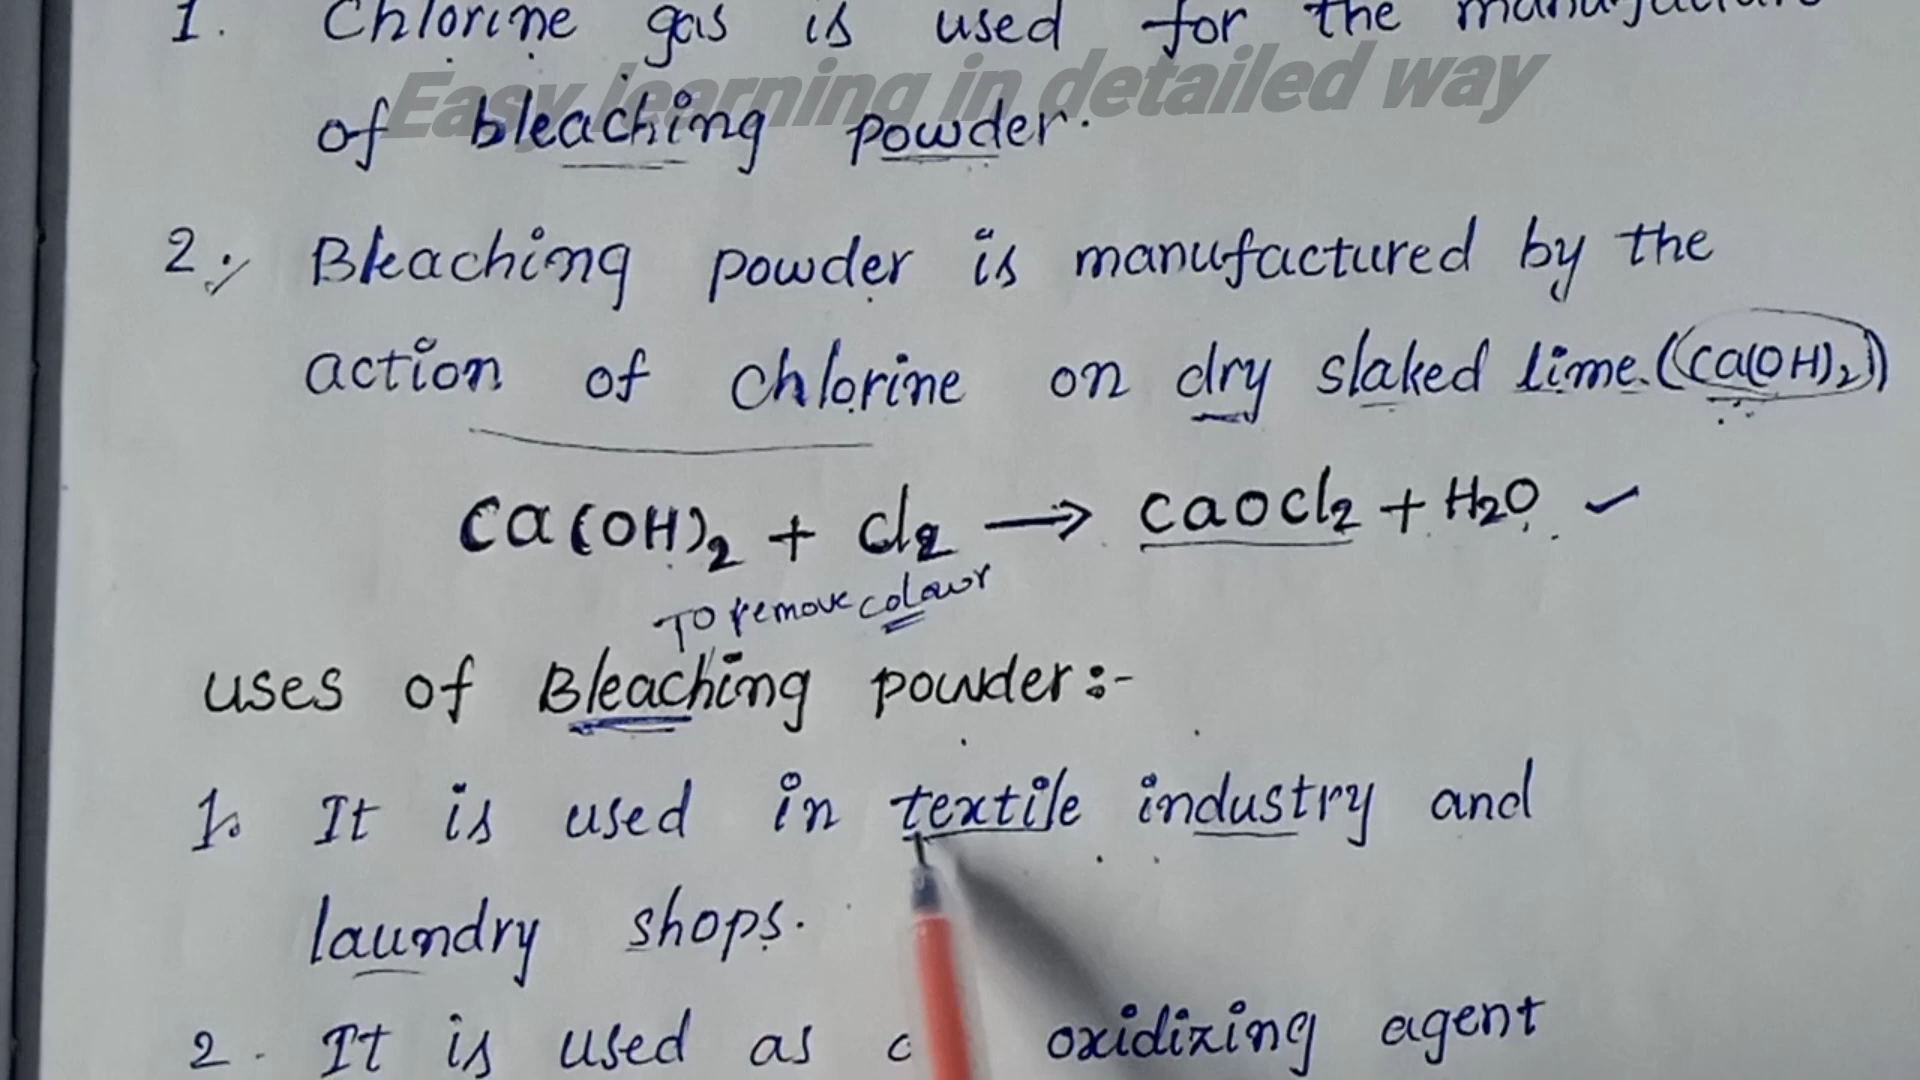 1. Chlorine gas is used for the manufacture
Easy learning in detailed way
of bleaching powder.
2. Bleaching powder is manufactured by the
action of chlorine on dry slaked lime. (Ca(OH)2)
Ca(OH)2 + Cl2 → CaOCl2 + H2O
To remove colour
uses of Bleaching powder:-
1. It is used in textile industry and
laundry shops.
2. It is used as oxidizing agent